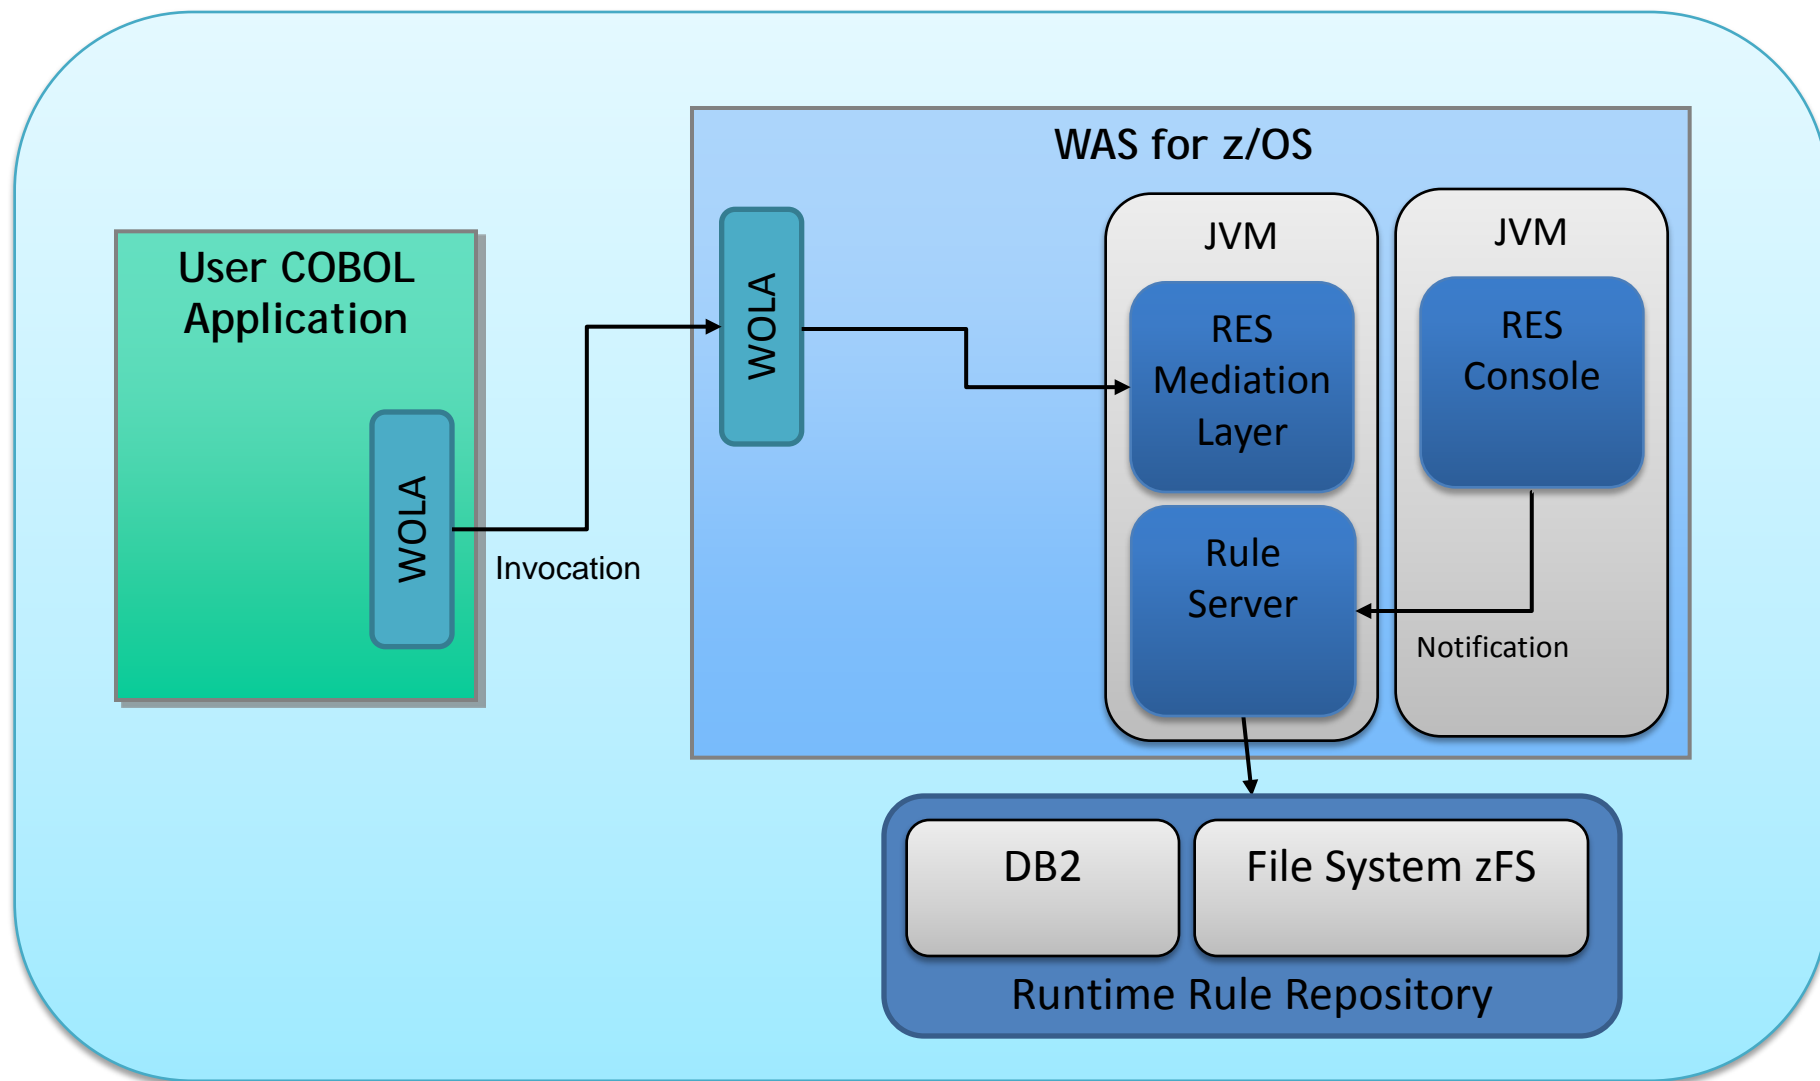 WAS for z/OS
User COBOL
Application
WOLA
Invocation
WOLA
JVM
RES
Mediation
Layer
Rule
Server
JVM
RES
Console
Notification
DB2
File System zFS
Runtime Rule Repository